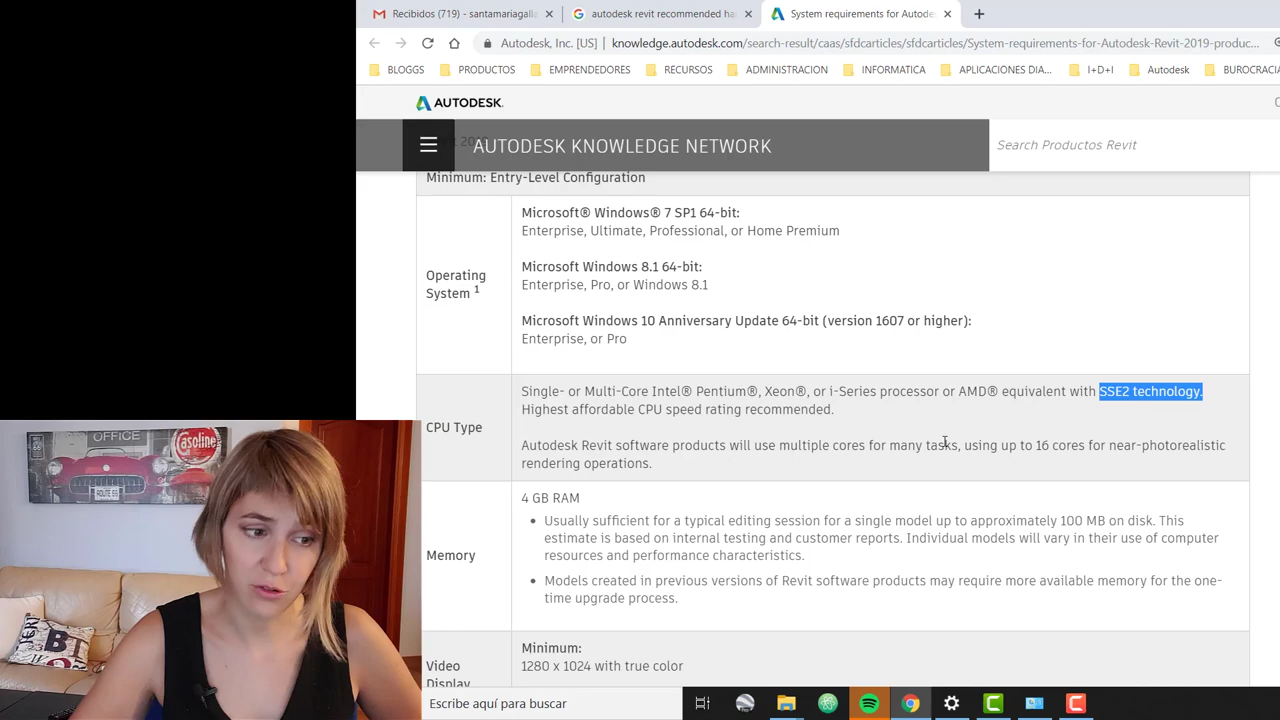 Recibidos (719) - santamariagalla
autodesk revit recommended ha
System requirements for Autodes
Autodesk, Inc. [US]
knowledge.autodesk.com/search-result/caas/sfdcarticles/sfdcarticles/System-requirements-for-Autodesk-Revit-2019-produc...
BLOGGS
PRODUCTOS
EMPRENDEDORES
RECURSOS
ADMINISTRACION
INFORMATICA
APLICACIONES DIA...
I+D+I
Autodesk
BUROCRACIA
AUTODESK.
AUTODESK KNOWLEDGE NETWORK
Search Productos Revit
Minimum: Entry-Level Configuration
Operating
System 1
Microsoft® Windows® 7 SP1 64-bit:
Enterprise, Ultimate, Professional, or Home Premium
Microsoft Windows 8.1 64-bit:
Enterprise, Pro, or Windows 8.1
Microsoft Windows 10 Anniversary Update 64-bit (version 1607 or higher):
Enterprise, or Pro
CPU Type
Single- or Multi-Core Intel® Pentium®, Xeon®, or i-Series processor or AMD® equivalent with SSE2 technology.
Highest affordable CPU speed rating recommended.
Autodesk Revit software products will use multiple cores for many tasks, using up to 16 cores for near-photorealistic
rendering operations.
Memory
4 GB RAM
• Usually sufficient for a typical editing session for a single model up to approximately 100 MB on disk. This
estimate is based on internal testing and customer reports. Individual models will vary in their use of computer
resources and performance characteristics.
• Models created in previous versions of Revit software products may require more available memory for the one-
time upgrade process.
Video
Display
Minimum:
1280 x 1024 with true color
Escribe aquí para buscar
OFFICE
Gasoline
ROUTE 66